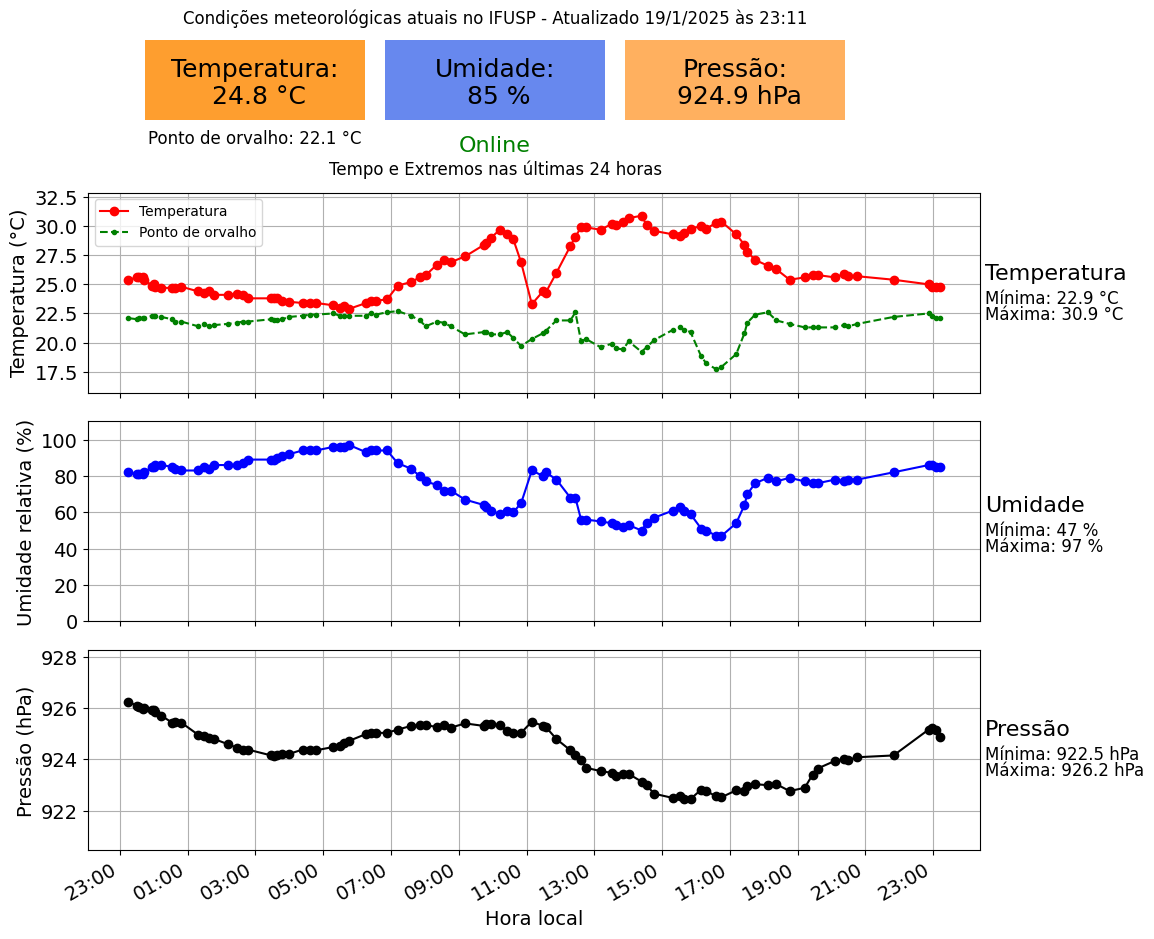 Condições meteorológicas atuais no IFUSP - Atualizado 19/1/2025 às 23:11
Temperatura:
24.8 °C
Umidade:
85 %
Pressão:
924.9 hPa
Ponto de orvalho: 22.1 °C
Online
Tempo e Extremos nas últimas 24 horas
Temperatura (°C)
32.5
30.0
27.5
25.0
22.5
20.0
17.5
Temperatura
Ponto de orvalho
Temperatura
Mínima: 22.9 °C
Máxima: 30.9 °C
Umidade relativa (%)
100
80
60
40
20
0
Umidade
Mínima: 47 %
Máxima: 97 %
Pressão (hPa)
928
926
924
922
Pressão
Mínima: 922.5 hPa
Máxima: 926.2 hPa
23:00 01:00 03:00 05:00 07:00 09:00 11:00 13:00 15:00 17:00 19:00 21:00 23:00
Hora local